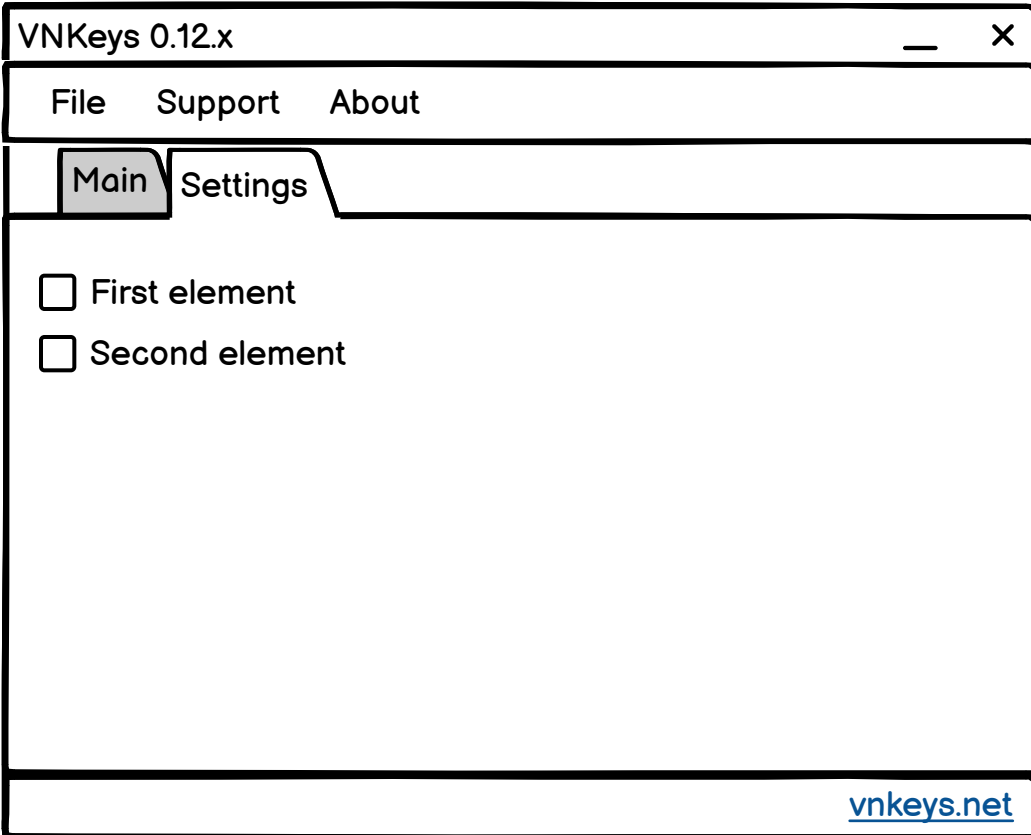 VNKeys 0.12.x
File Support About
Main Settings
First element
Second element
vnkeys.net